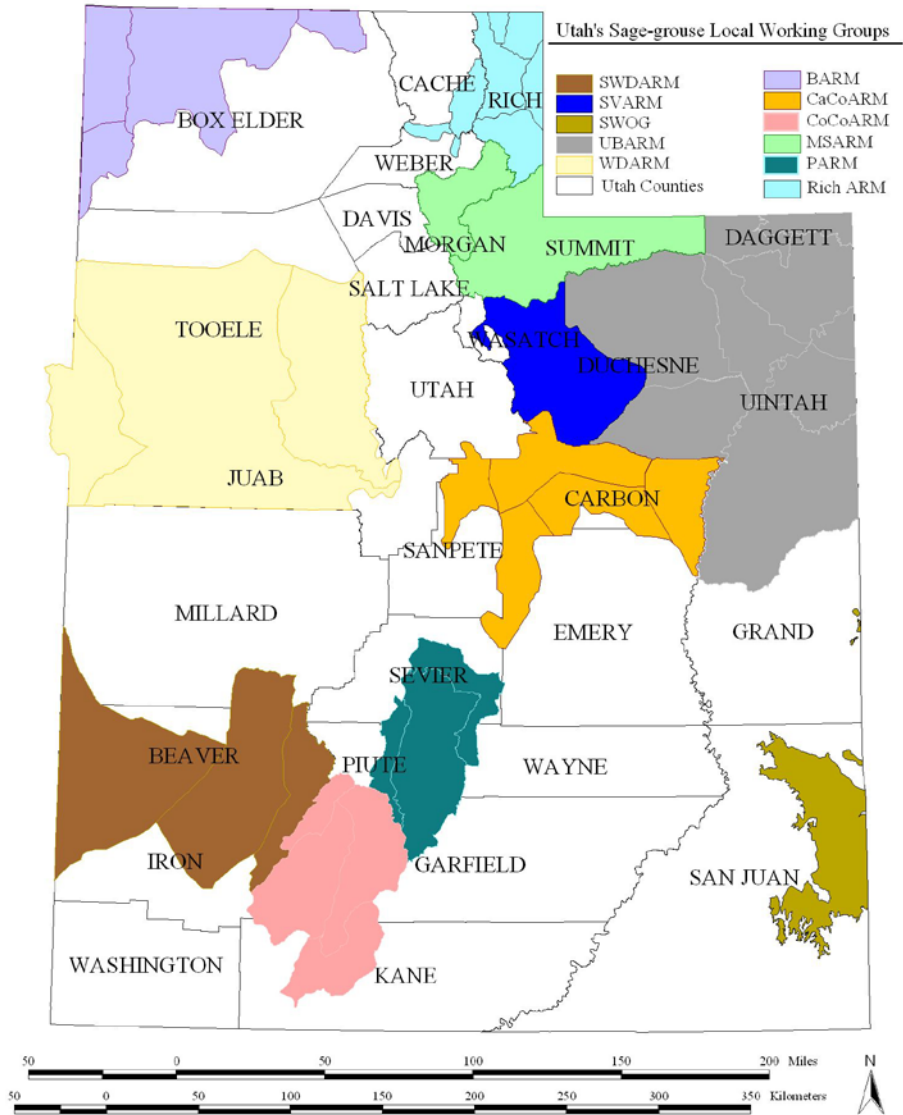 Utah's Sage-grouse Local Working Groups
SWDARM
SVARM
SWOG
UBARM
WDARM
Utah Counties
BARM
CaCoARM
CoCoARM
MSARM
PARM
Rich ARM
CACHE
RICH
BOX ELDER
WEBER
DAVIS
MORGAN
SUMMIT
DAGGETT
SALT LAKE
TOOELE
WASATCH
DUCHESNE
UTAH
UINTAH
JUAB
CARBON
SANPETE
MILLARD
EMERY
GRAND
SEVIER
BEAVER
PIUTE
WAYNE
IRON
GARFIELD
SAN JUAN
WASHINGTON
KANE
50 0 50 100 150 200 Miles
50 0 50 100 150 200 250 300 350 Kilometers
N